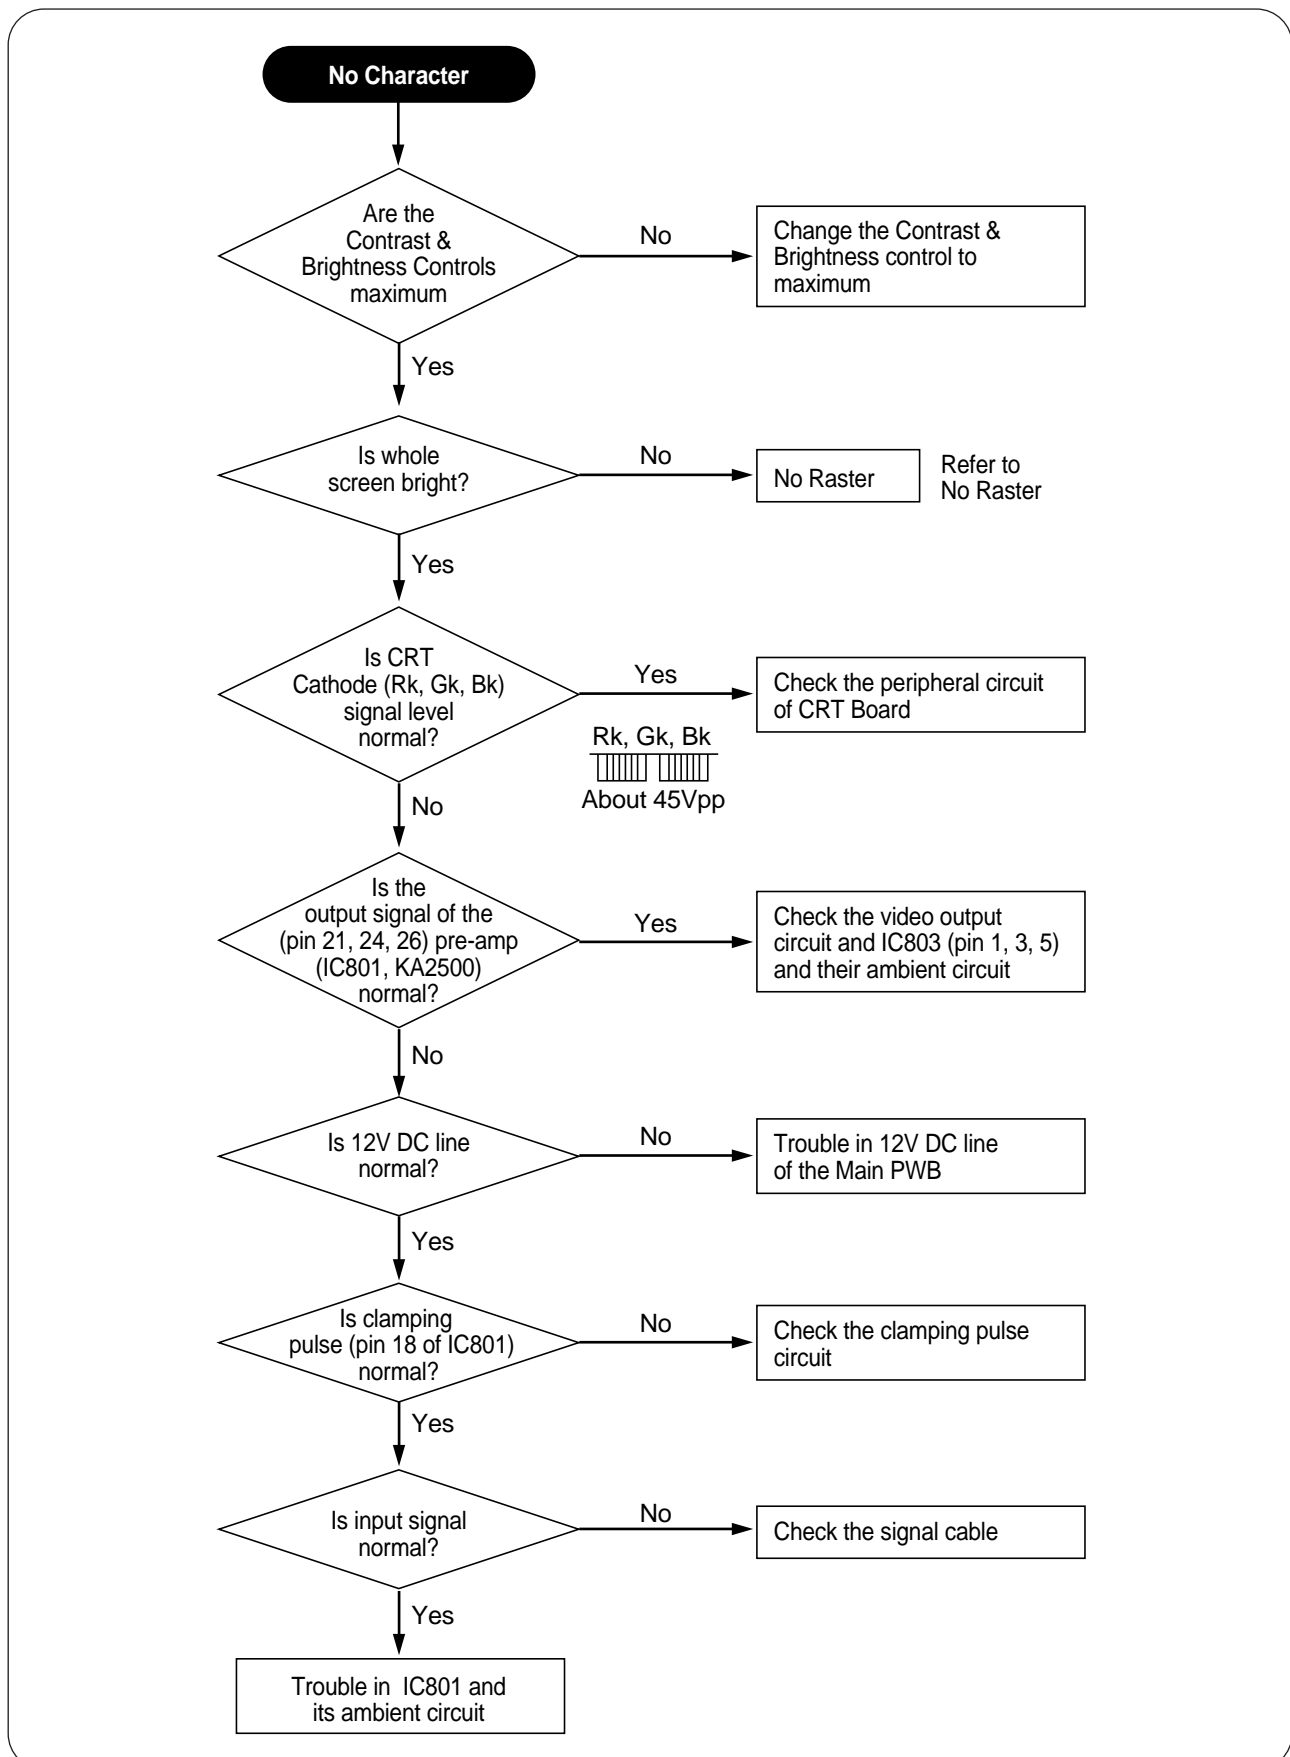 No Character
Are the
Contrast &
Brightness Controls
maximum
No
Change the Contrast &
Brightness control to
maximum
Yes
Is whole
screen bright?
No
No Raster
Refer to
No Raster
Yes
Is CRT
Cathode (Rk, Gk, Bk)
signal level
normal?
Yes
Check the peripheral circuit
of CRT Board
Rk, Gk, Bk
About 45Vpp
No
Is the
output signal of the
(pin 21, 24, 26) pre-amp
(IC801, KA2500)
normal?
Yes
Check the video output
circuit and IC803 (pin 1, 3, 5)
and their ambient circuit
No
Is 12V DC line
normal?
No
Trouble in 12V DC line
of the Main PWB
Yes
Is clamping
pulse (pin 18 of IC801)
normal?
No
Check the clamping pulse
circuit
Yes
Is input signal
normal?
No
Check the signal cable
Yes
Trouble in IC801 and
its ambient circuit